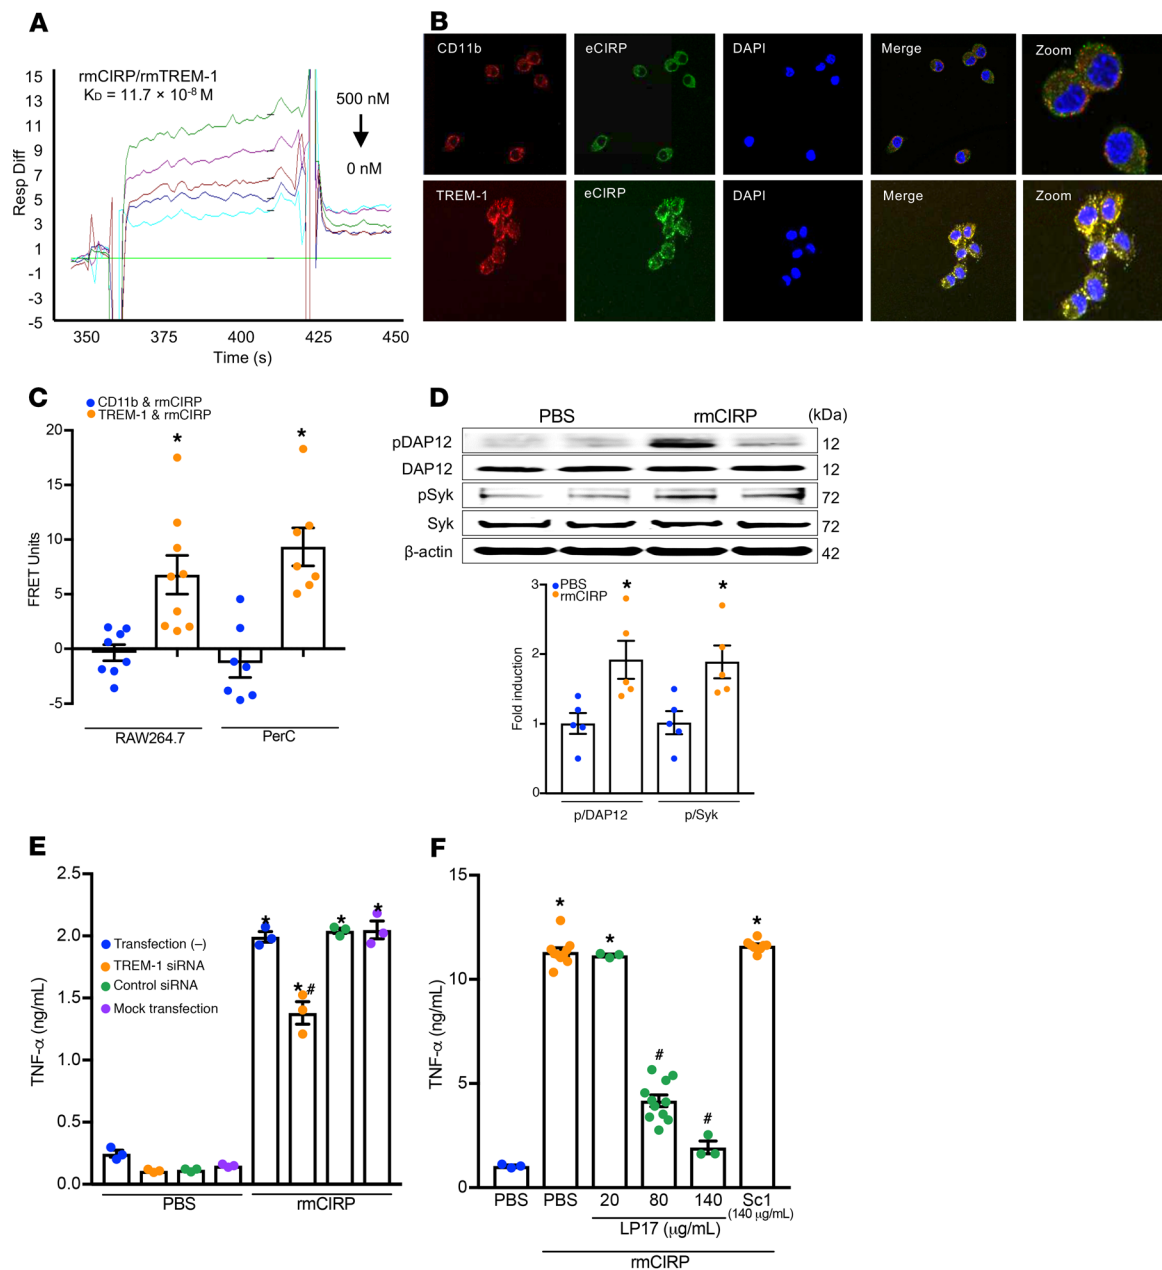 A
rmCIRP/rmTREM-1
KD = 11.7 × 10-8 M
500 nM
0 nM
Resp Diff
15
13
11
9
7
5
3
1
-1
-3
-5
350
375
400
425
450
Time (s)
B
CD11b
eCIRP
DAPI
Merge
Zoom
TREM-1
eCIRP
DAPI
Merge
Zoom
C
CD11b & rmCIRP
TREM-1 & rmCIRP
FRET Units
20
15
10
5
0
-5
* *
RAW264.7
PerC
D
PBS
rmCIRP
(kDa)
pDAP12 12
DAP12 12
pSyk 72
Syk 72
β-actin 42
PBS
rmCIRP
Fold induction
3
2
1
0
* *
p/DAP12
p/Syk
E
TNF-α (ng/mL)
2.5
2.0
1.5
1.0
0.5
0.0
Transfection (–)
TREM-1 siRNA
Control siRNA
Mock transfection
* *# * *
PBS
rmCIRP
F
TNF-α (ng/mL)
15
10
5
0
* * # # *
PBS PBS 20 80 140 Sc1
(140 µg/mL)
LP17 (µg/mL)
rmCIRP